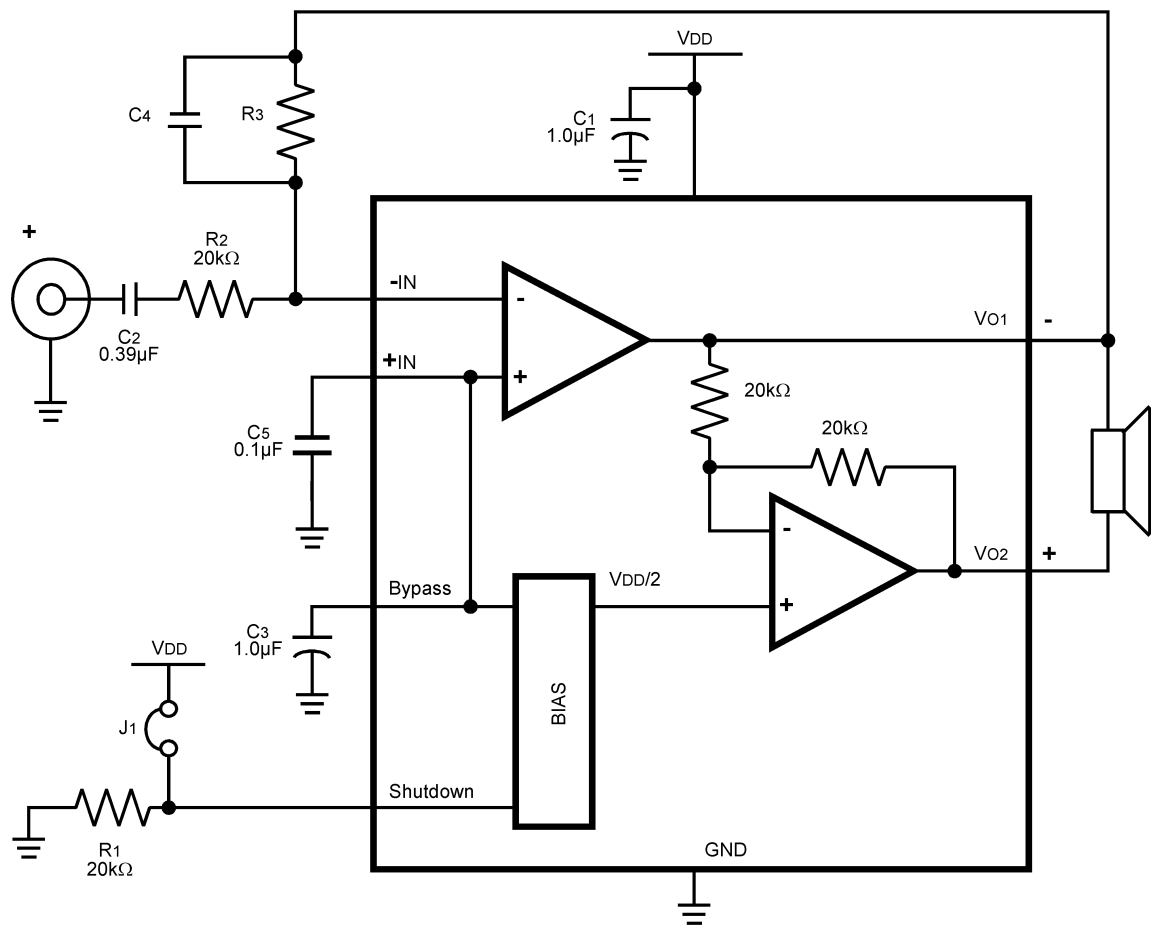 VDD
C4
R3
C1
1.0µF
+
R2
20kΩ
-IN
-
C2
0.39µF
VO1
-
+IN
+
20kΩ
C5
0.1µF
20kΩ
-
VO2
+
Bypass
VDD/2
+
C3
1.0µF
VDD
BIAS
J1
Shutdown
R1
20kΩ
GND